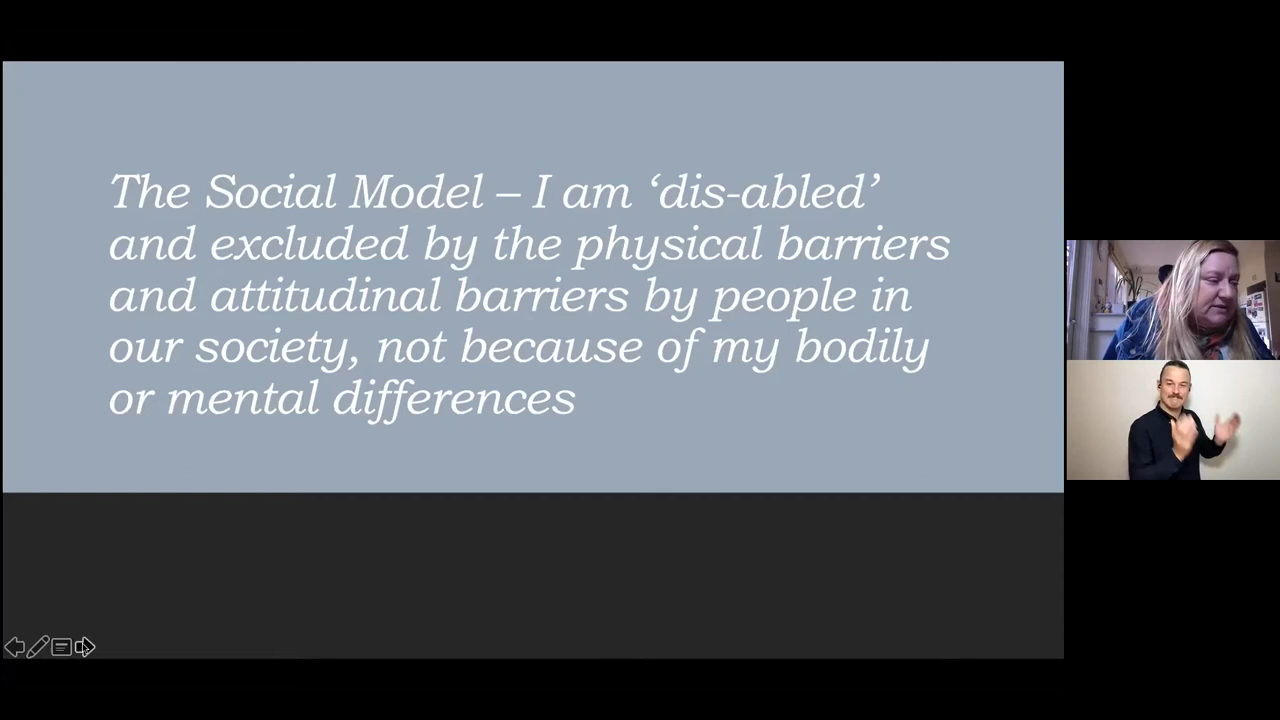 The Social Model – I am ‘dis-abled’
and excluded by the physical barriers
and attitudinal barriers by people in
our society, not because of my bodily
or mental differences